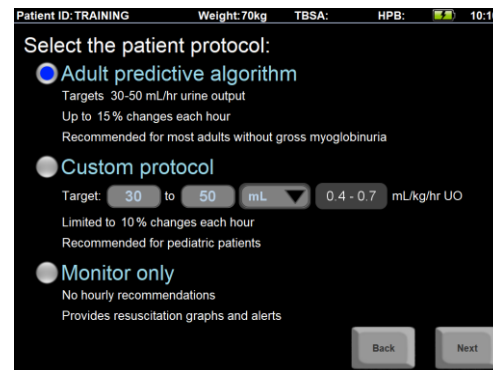 Patient ID: TRAINING Weight: 70kg TBSA: HPB: 10:1
Select the patient protocol:
Adult predictive algorithm
Targets 30-50 mL/hr urine output
Up to 15 % changes each hour
Recommended for most adults without gross myoglobinuria
Custom protocol
Target: 30 to 50 mL 0.4 - 0.7 mL/kg/hr UO
Limited to 10 % changes each hour
Recommended for pediatric patients
Monitor only
No hourly recommendations
Provides resuscitation graphs and alerts
Back Next